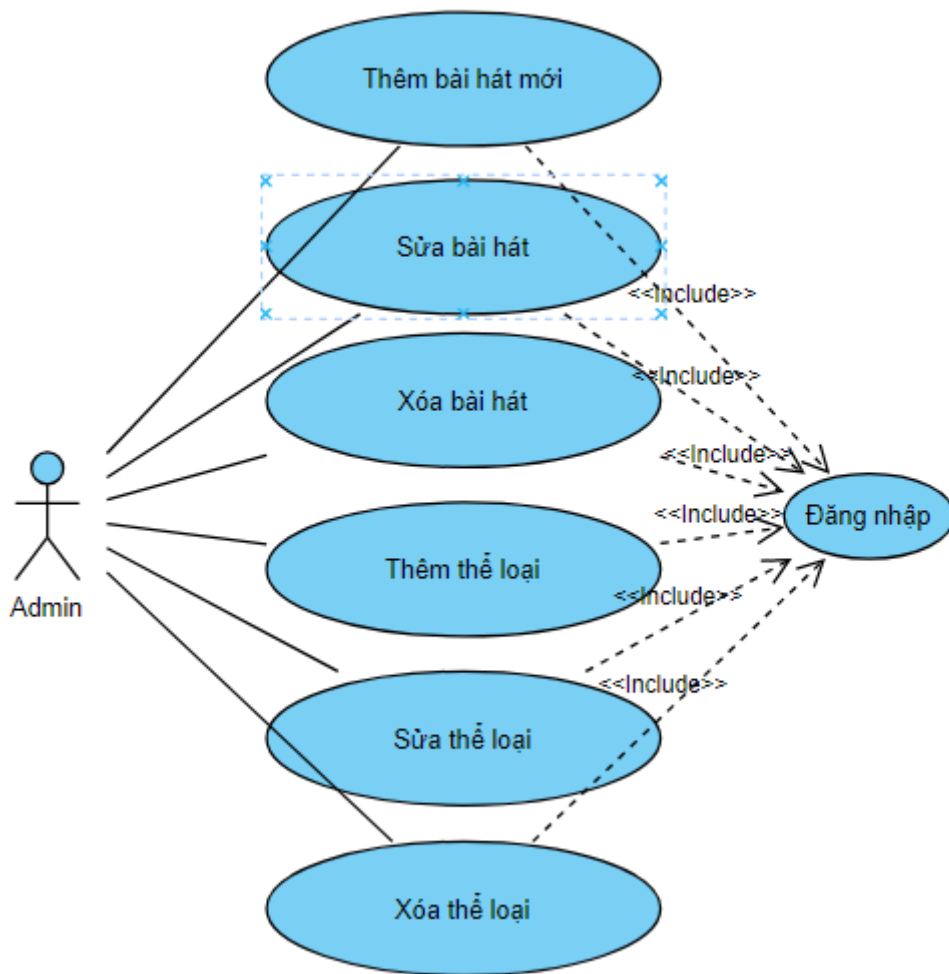 Thêm bài hát mới
Sửa bài hát
<<Include>>
<<Include>>
Xóa bài hát
<<Include>>
<<Include>>
Đăng nhập
Thêm thể loại
<<Include>>
Admin
<<Include>>
Sửa thể loại
Xóa thể loại